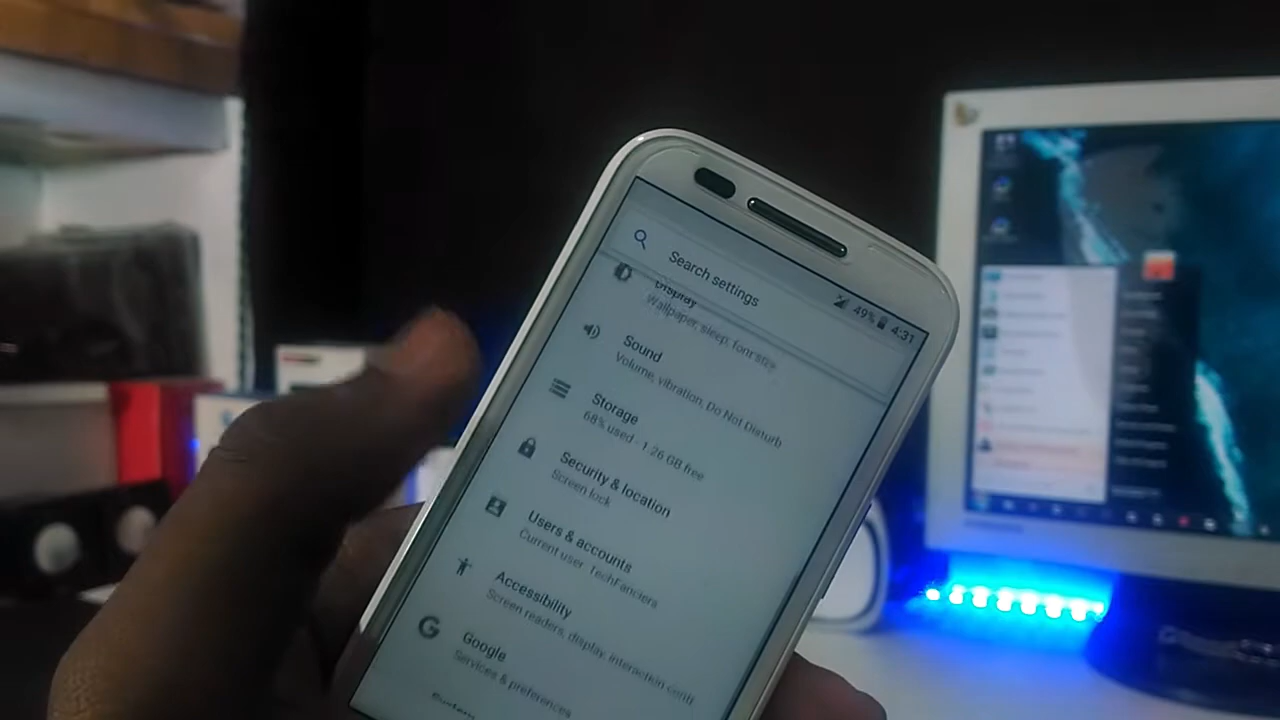 49% 4:31
Search settings
Display
Wallpaper, sleep, font size
Sound
Volume, vibration, Do Not Disturb
Storage
68% used - 1.26 GB free
Security & location
Screen lock
Users & accounts
Current user: TechFanciers
Accessibility
Screen readers, display, interaction contr
Google
Services & preferences